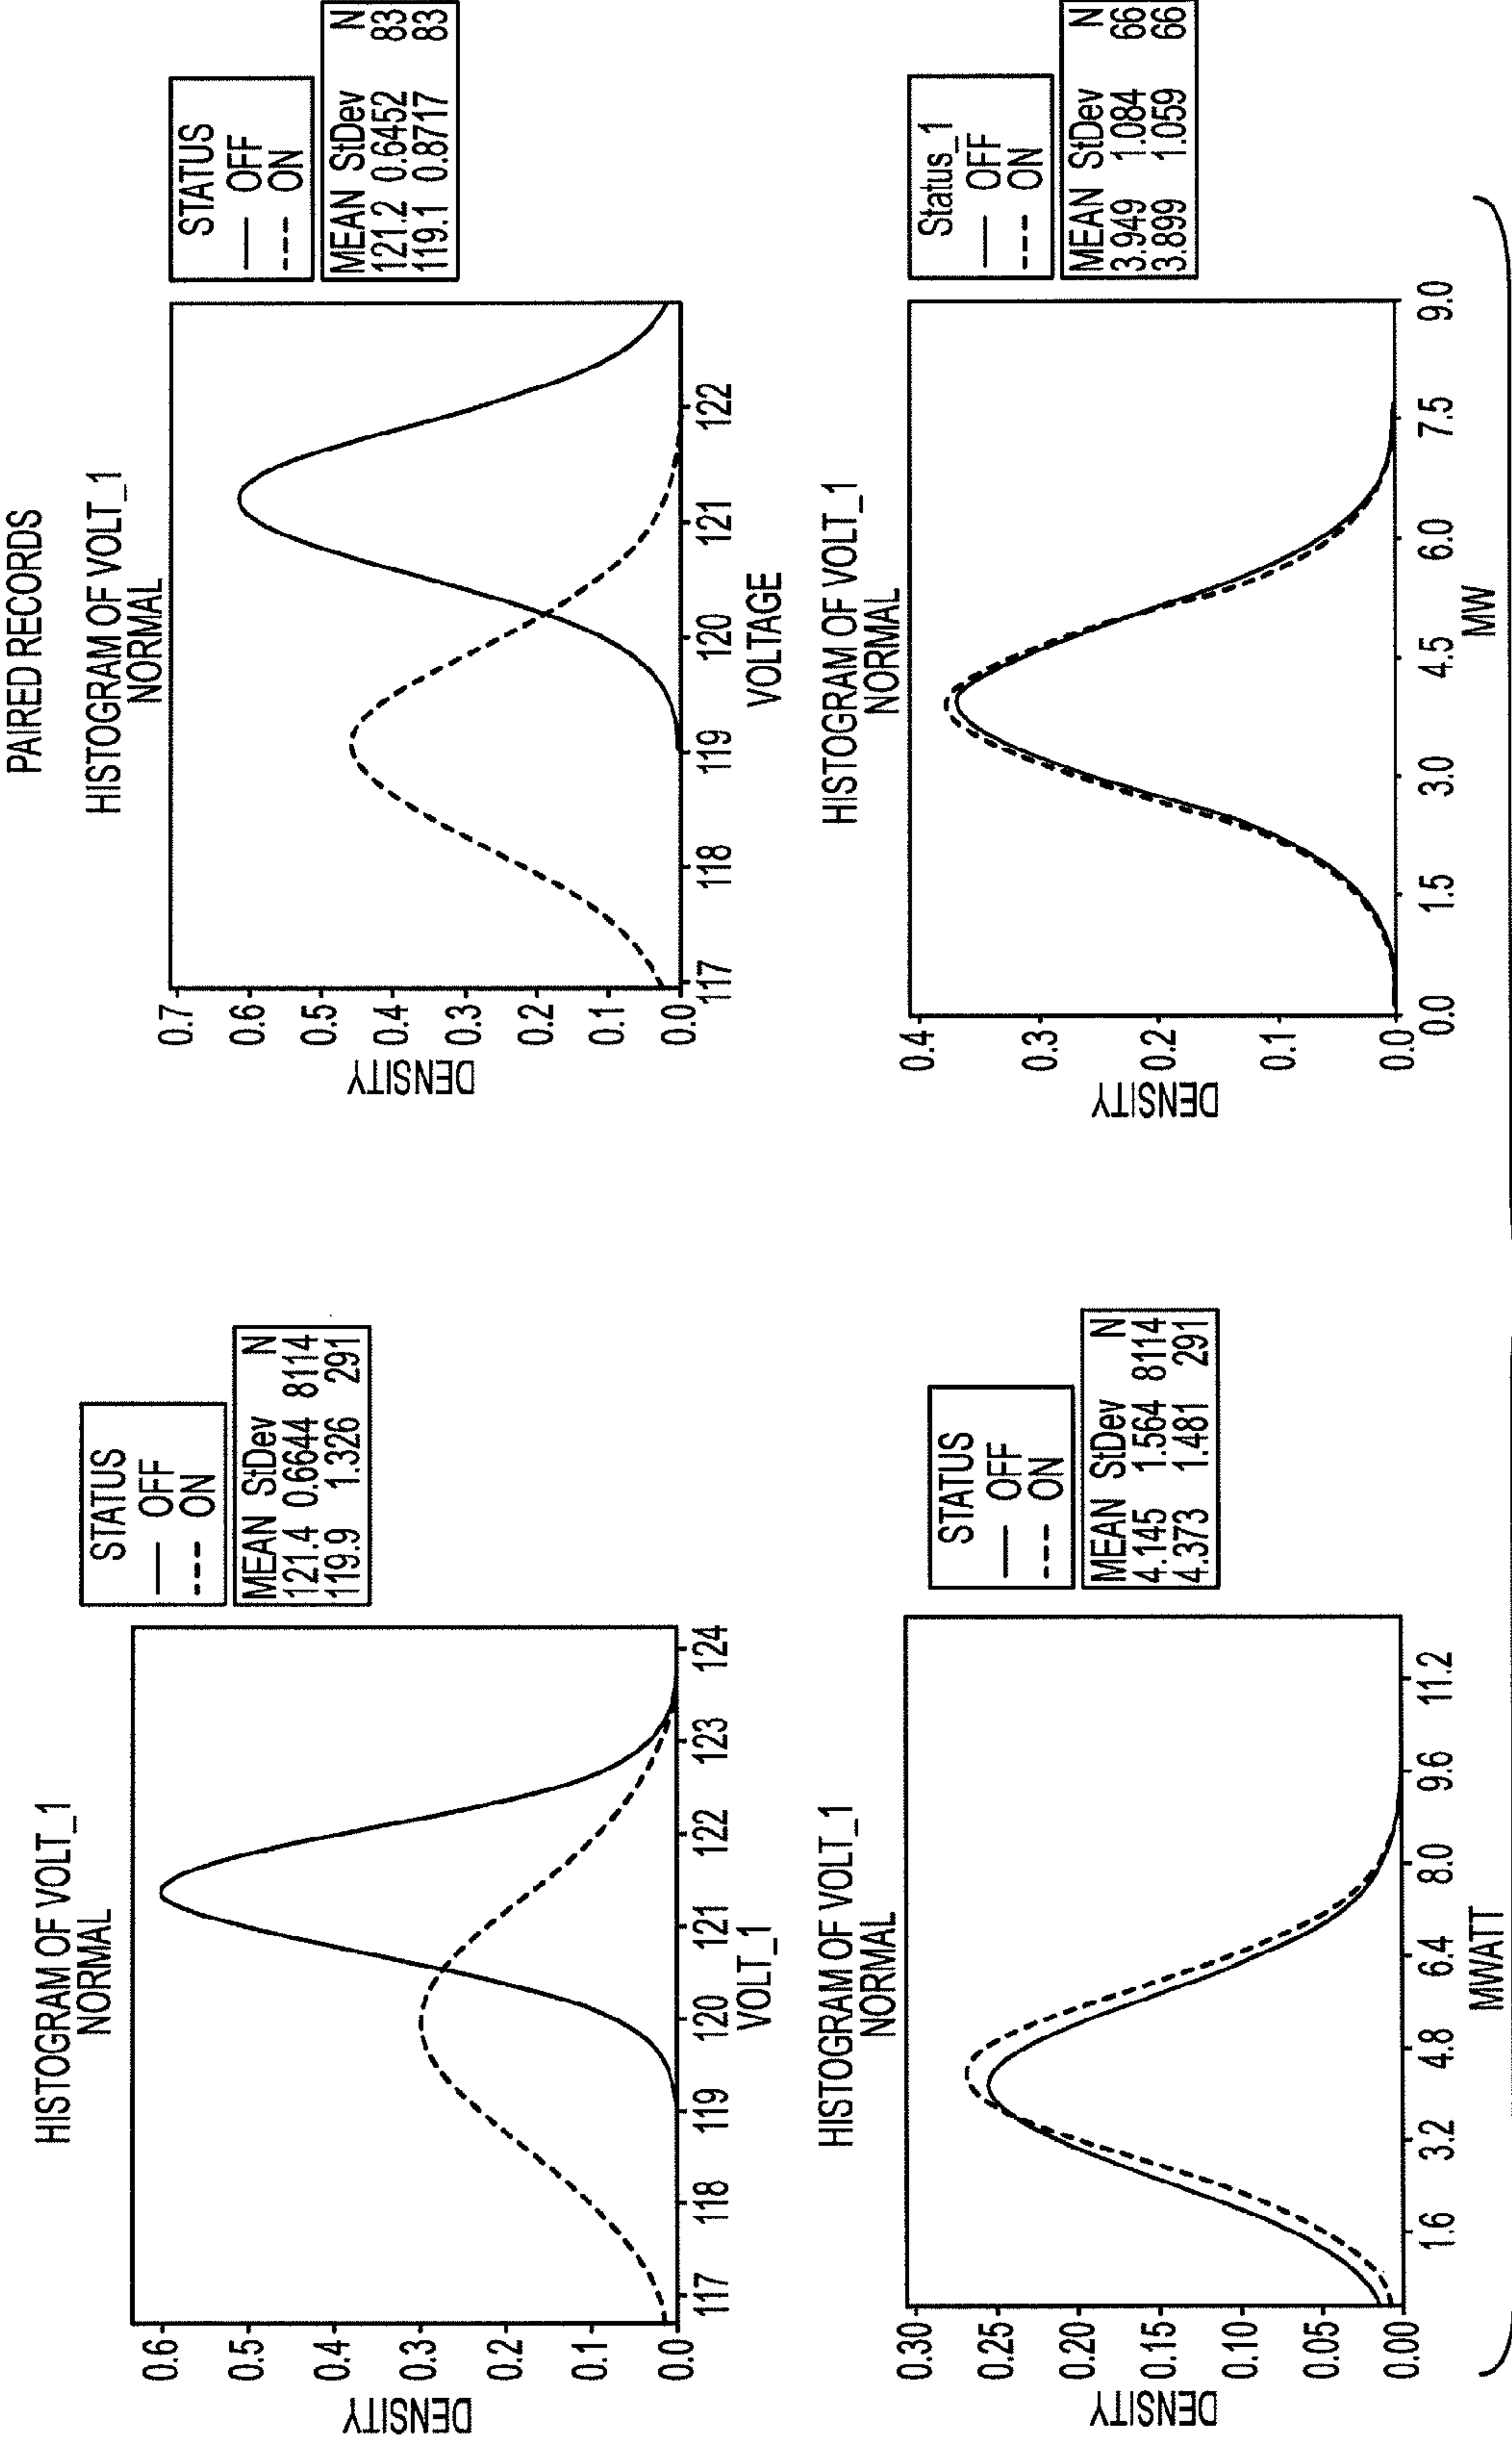 PAIRED RECORDS
HISTOGRAM OF VOLT_1
NORMAL
DENSITY
0.6
0.5
0.4
0.3
0.2
0.1
0.0
117
118
119
120
121
122
123
124
VOLT_1
STATUS
OFF
ON
MEAN StDev N
121.4 0.6644 8114
119.9 1.326 291
HISTOGRAM OF VOLT_1
NORMAL
DENSITY
0.7
0.6
0.5
0.4
0.3
0.2
0.1
0.0
117
118
119
120
121
122
VOLTAGE
STATUS
OFF
ON
MEAN StDev N
121.2 0.6452 83
119.1 0.8717 83
HISTOGRAM OF VOLT_1
NORMAL
DENSITY
0.30
0.25
0.20
0.15
0.10
0.05
0.00
1.6
3.2
4.8
6.4
8.0
9.6
11.2
MWATT
STATUS
OFF
ON
MEAN StDev N
4.145 1.564 8114
4.373 1.481 291
HISTOGRAM OF VOLT_1
NORMAL
DENSITY
0.4
0.3
0.2
0.1
0.0
0.0
1.5
3.0
4.5
6.0
7.5
9.0
MW
Status_1
OFF
ON
MEAN StDev N
3.949 1.084 66
3.899 1.059 66